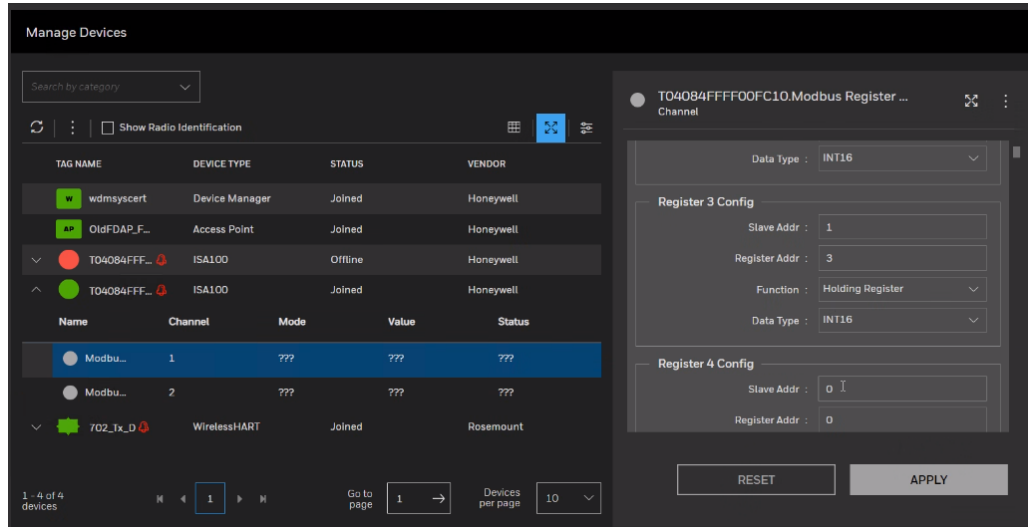 Manage Devices
Search by category
Show Radio Identification
TAG NAME DEVICE TYPE STATUS VENDOR
W wdmsyscert Device Manager Joined Honeywell
AP OldFDAP_F... Access Point Joined Honeywell
T04084FFF... ISA100 Offline Honeywell
T04084FFF... ISA100 Joined Honeywell
Name Channel Mode Value Status
Modbu... 1 ??? ??? ???
Modbu... 2 ??? ??? ???
702_Tx_D WirelessHART Joined Rosemount
1 - 4 of 4 devices
1
Go to page 1
Devices per page 10
T04084FFFF00FC10.Modbus Register ...
Channel
Data Type : INT16
Register 3 Config
Slave Addr : 1
Register Addr : 3
Function : Holding Register
Data Type : INT16
Register 4 Config
Slave Addr : 0
Register Addr : 0
RESET APPLY